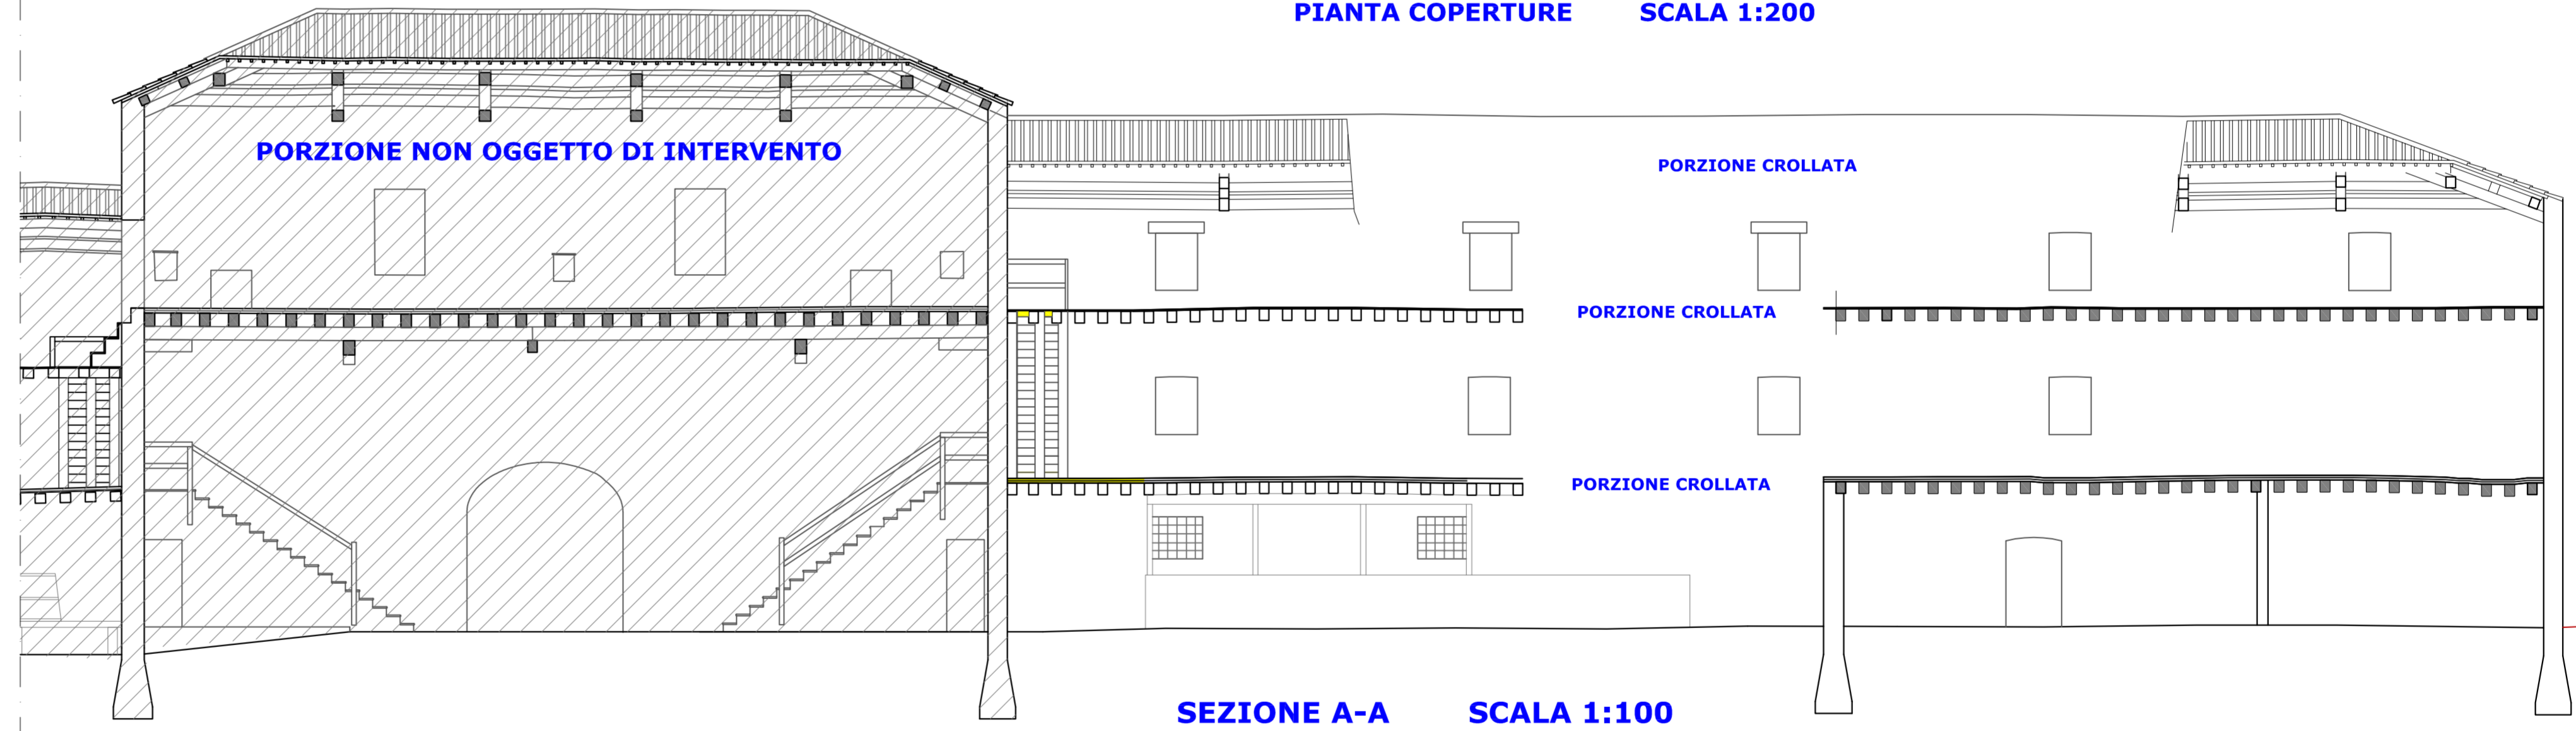 PIANTA COPERTURE SCALA 1:200
PORZIONE NON OGGETTO DI INTERVENTO
PORZIONE CROLLATA
PORZIONE CROLLATA
PORZIONE CROLLATA
SEZIONE A-A SCALA 1:100